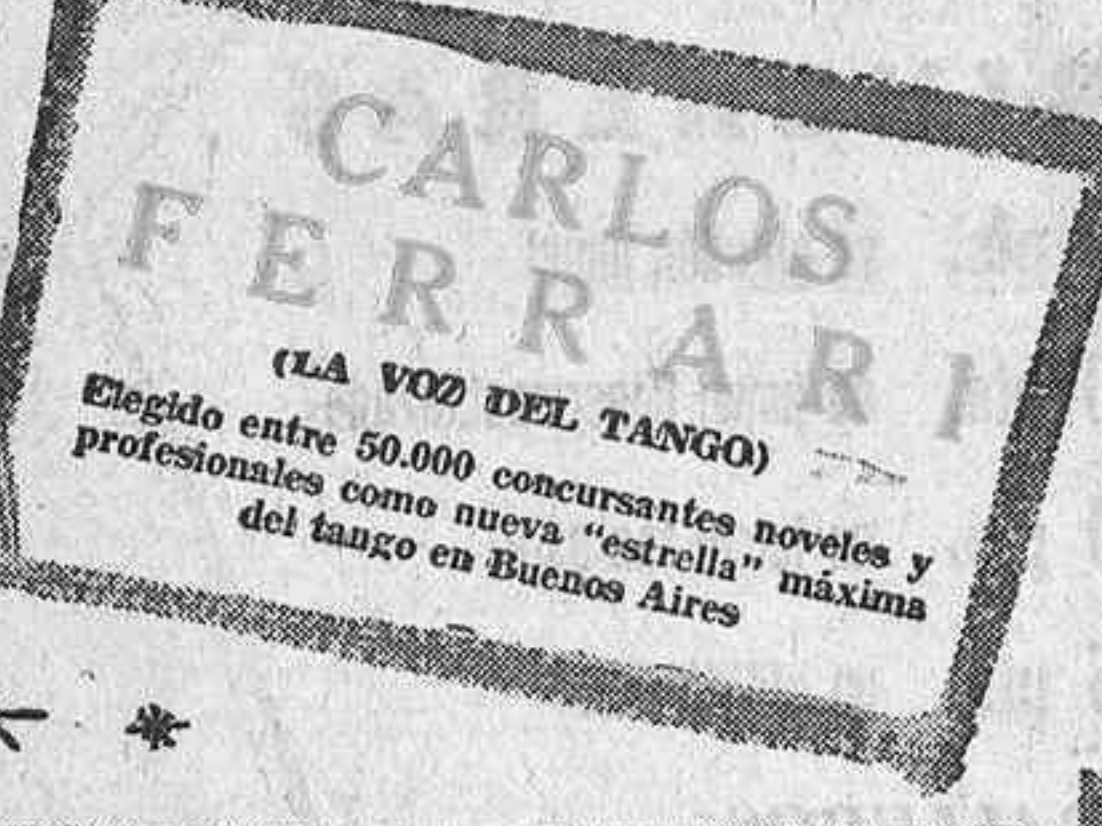 CARLOS
FERRARI
(LA VOZ DEL TANGO)
Elegido entre 50.000 concursantes noveles y
profesionales como nueva "estrella" máxima
del tango en Buenos Aires